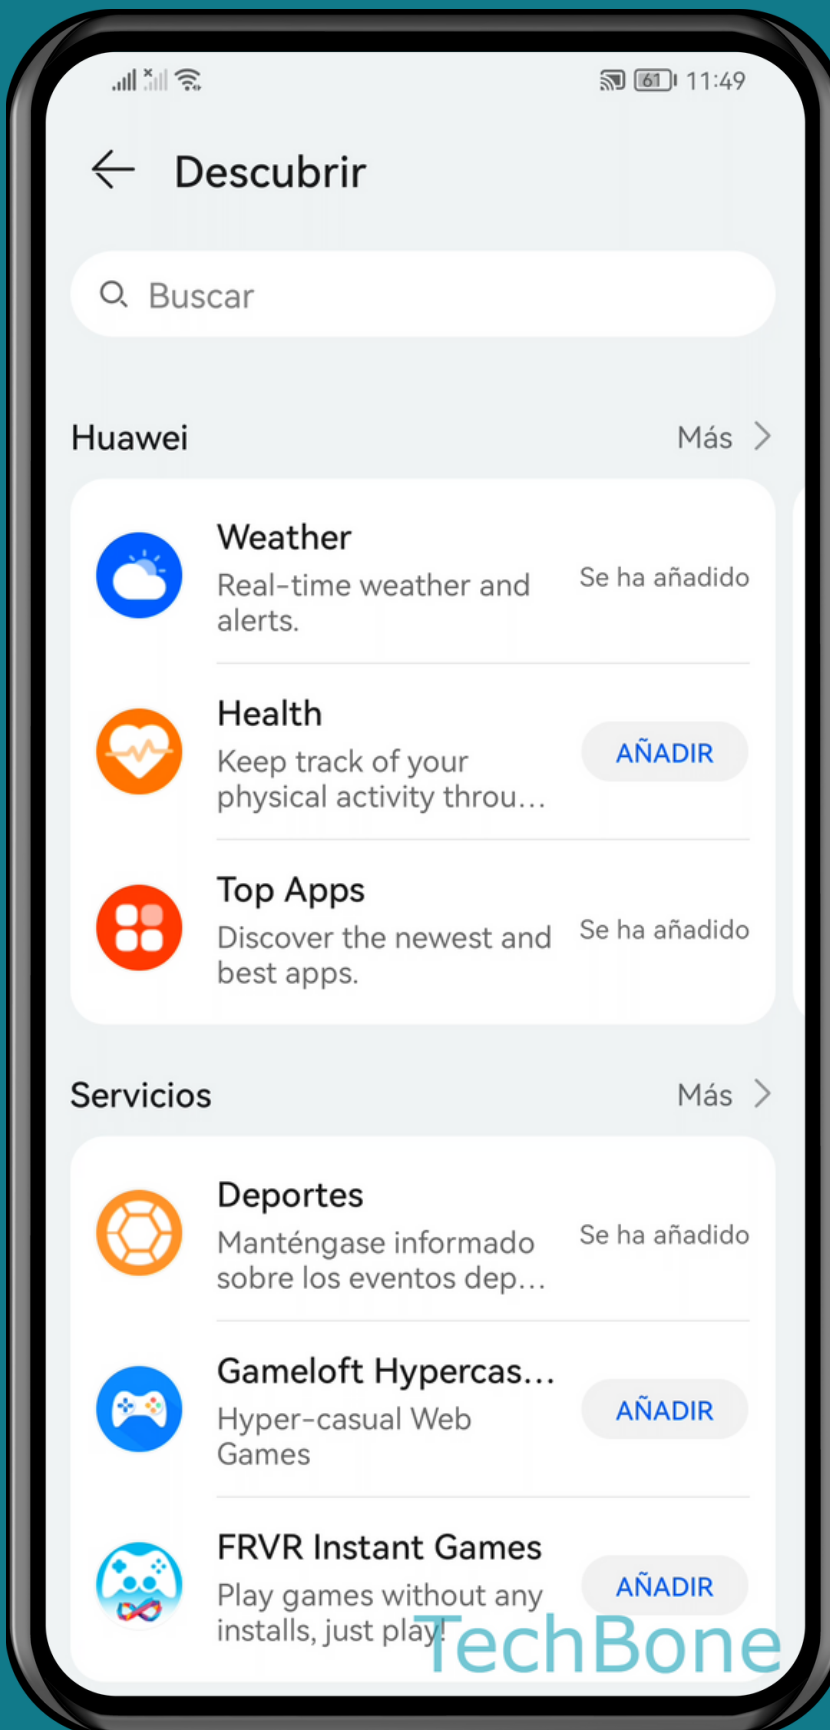 61 11:49
Descubrir
Buscar
Huawei
Más
Weather
Real-time weather and
alerts.
Se ha añadido
Health
Keep track of your
physical activity throu...
AÑADIR
Top Apps
Discover the newest and
best apps.
Se ha añadido
Servicios
Más
Deportes
Manténgase informado
sobre los eventos dep...
Se ha añadido
Gameloft Hypercas...
Hyper-casual Web
Games
AÑADIR
FRVR Instant Games
Play games without any
installs, just play!
AÑADIR
TechBone